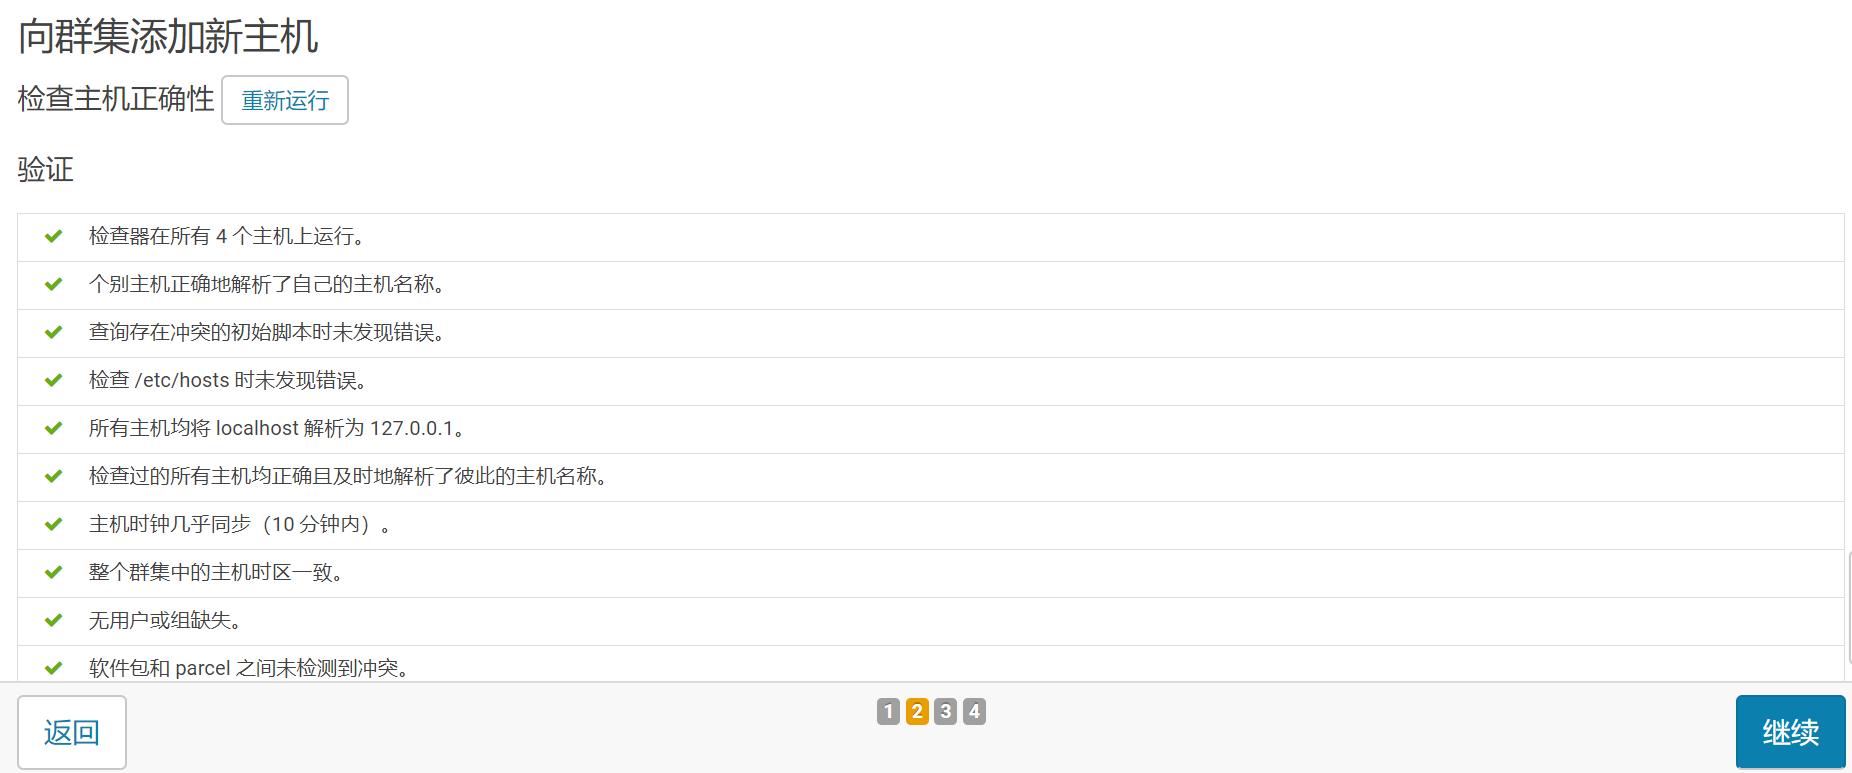 向群集添加新主机
检查主机正确性 重新运行
验证
检查器在所有 4 个主机上运行。
个别主机正确地解析了自己的主机名称。
查询存在冲突的初始脚本时未发现错误。
检查 /etc/hosts 时未发现错误。
所有主机均将 localhost 解析为 127.0.0.1。
检查过的所有主机均正确且及时地解析了彼此的主机名称。
主机时钟几乎同步（10 分钟内）。
整个群集中的主机时区一致。
无用户或组缺失。
软件包和 parcel 之间未检测到冲突。
返回 1 2 3 4 继续